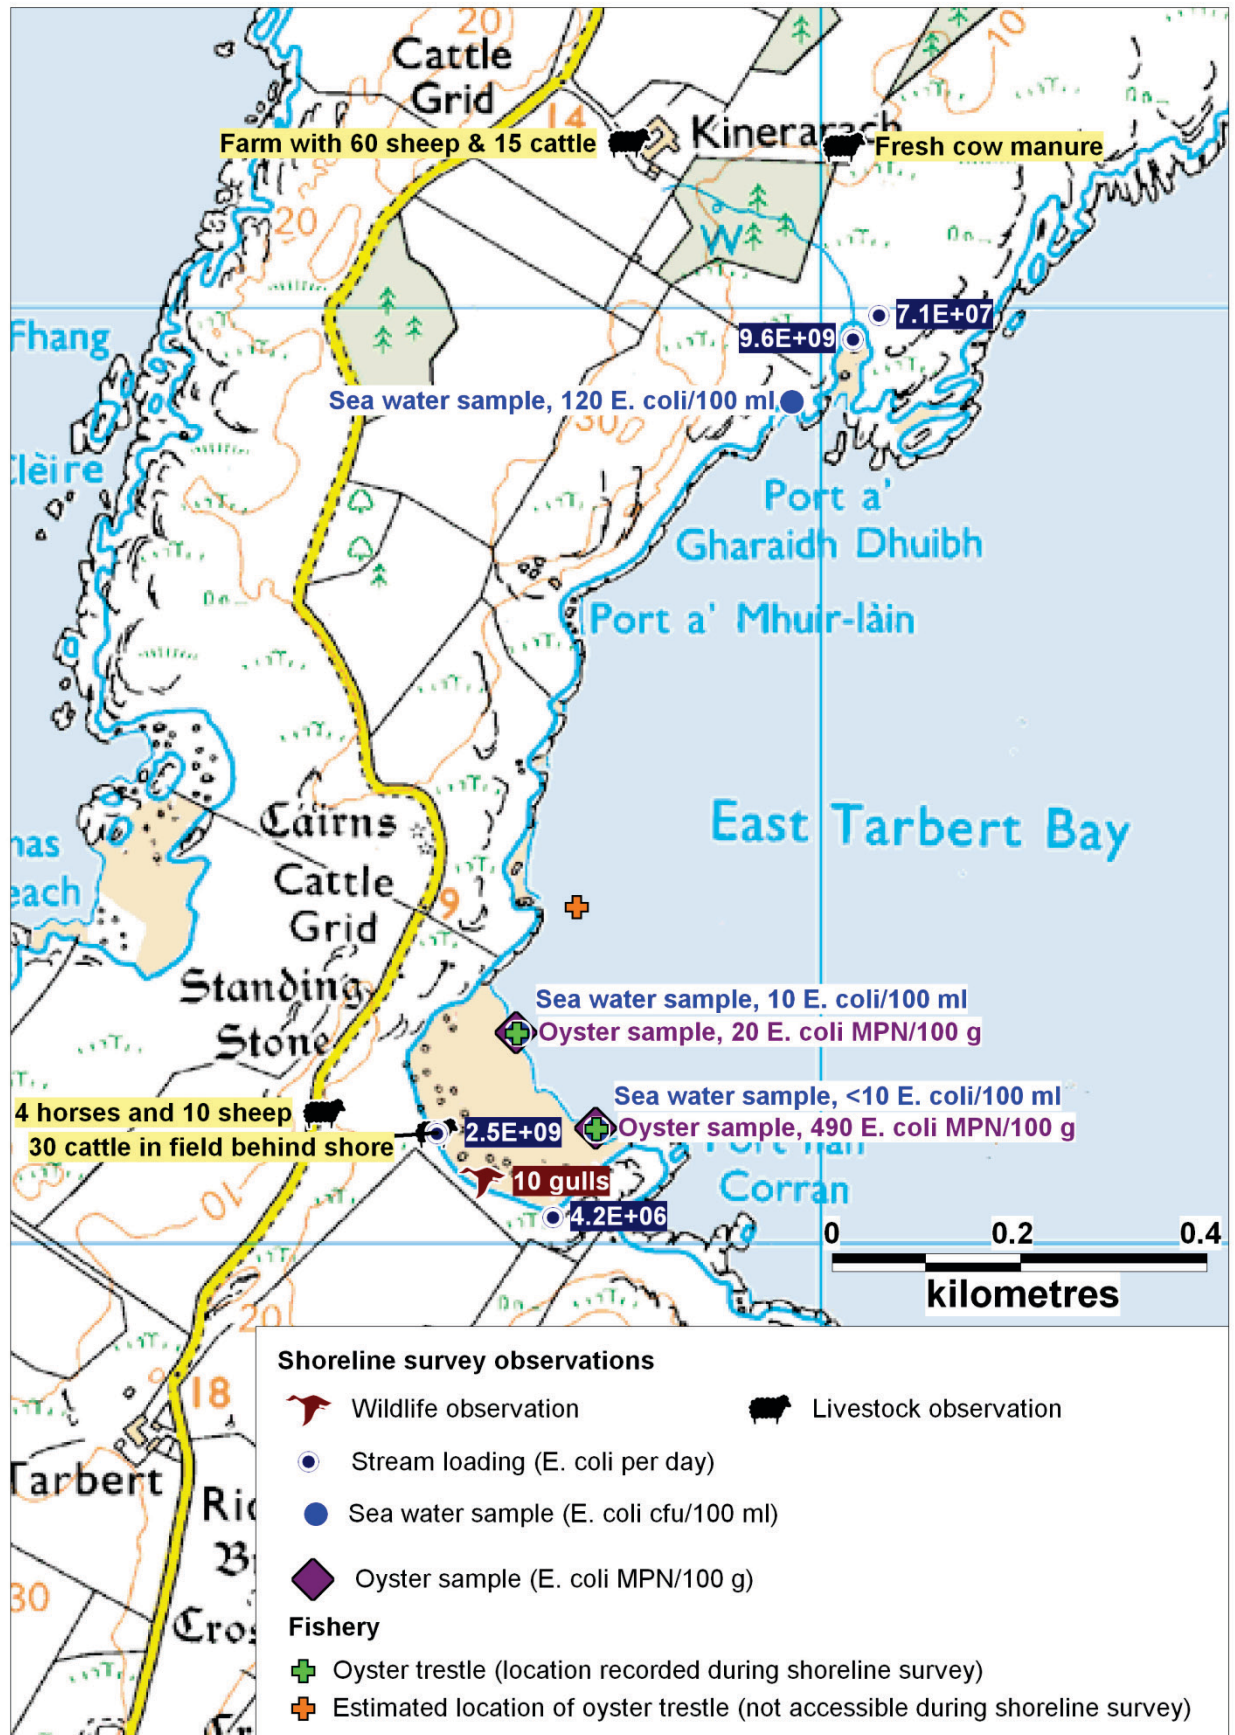 20
Cattle
Grid
10
14
Farm with 60 sheep & 15 cattle
Kinerarach
Fresh cow manure
20
W
7.1E+07
9.6E+09
Fhang
Sea water sample, 120 E. coli/100 ml
30
Clèire
Port a'
Gharaidh Dhuibh
Port a' Mhuir-làin
East Tarbert Bay
Cairns
Cattle
Grid
9
nas
each
Standing
Stone
Sea water sample, 10 E. coli/100 ml
Oyster sample, 20 E. coli MPN/100 g
Sea water sample, <10 E. coli/100 ml
Oyster sample, 490 E. coli MPN/100 g
4 horses and 10 sheep
30 cattle in field behind shore
2.5E+09
10 gulls
Corran
4.2E+06
10
0 0.2 0.4
kilometres
20
18
Tarbert
30
Shoreline survey observations
Wildlife observation
Livestock observation
Stream loading (E. coli per day)
Sea water sample (E. coli cfu/100 ml)
Oyster sample (E. coli MPN/100 g)
Fishery
Oyster trestle (location recorded during shoreline survey)
Estimated location of oyster trestle (not accessible during shoreline survey)